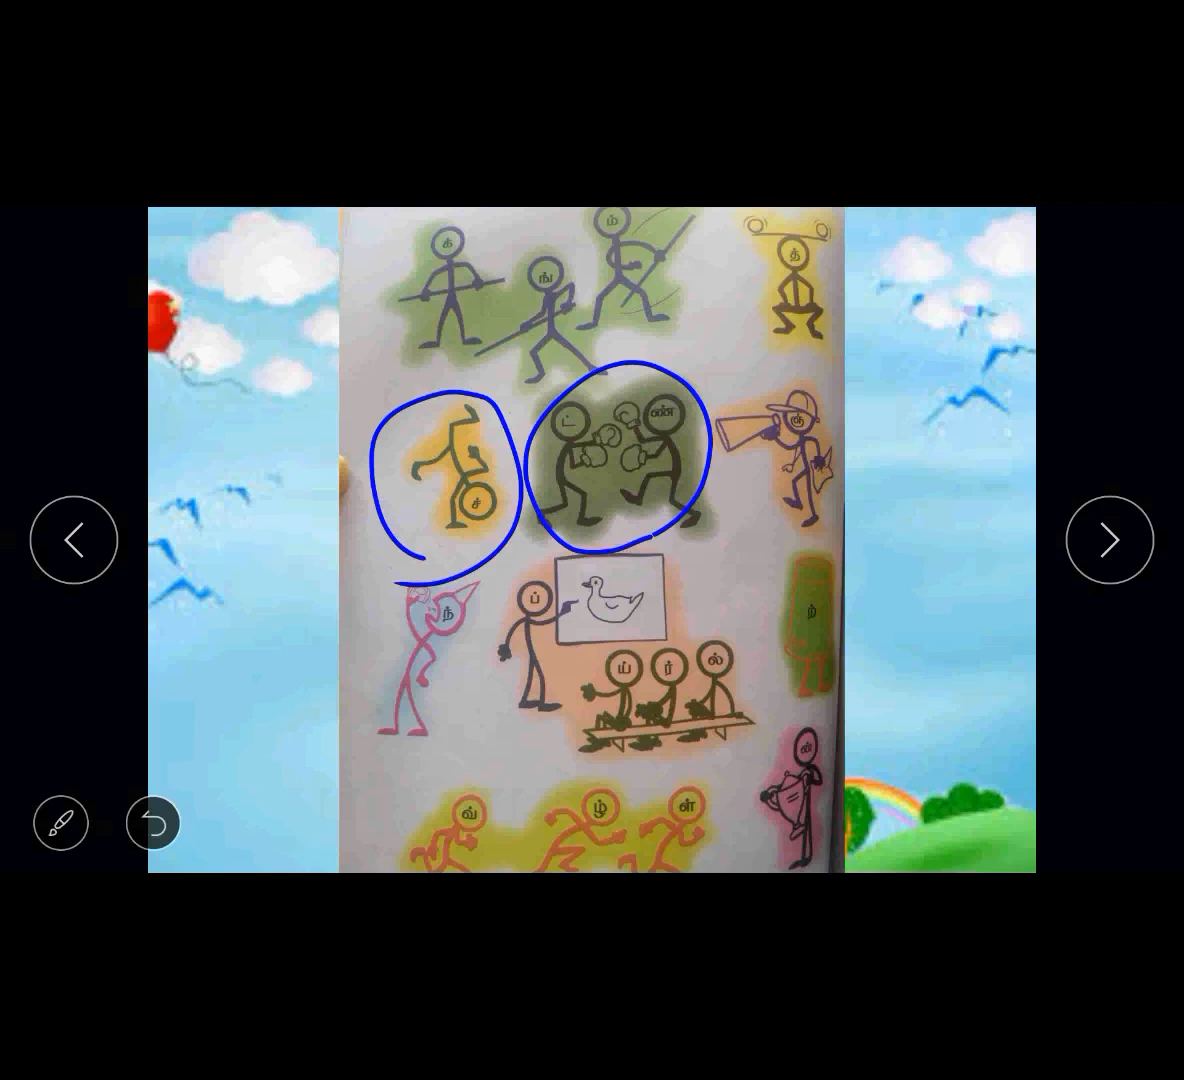 க்
ங்
ம்
த்
ச்
ட்
ண்
ஞ்
ந்
ப்
ய் ர் ல்
ற்
ன்
வ் ழ் ள்